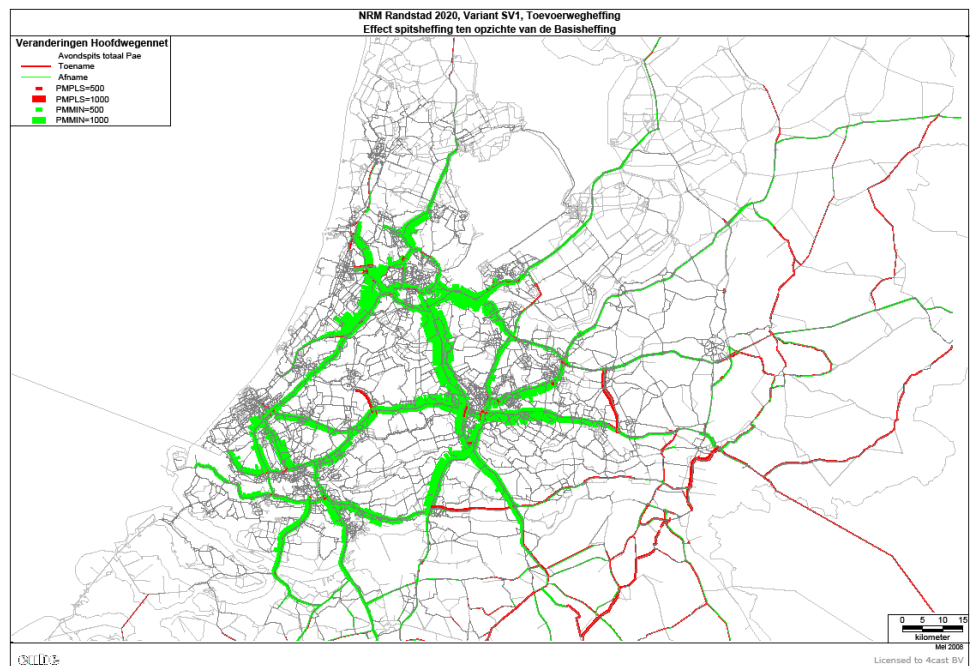 NRM Randstad 2020, Variant SV1, Toevoerwegheffing
Effect spitsheffing ten opzichte van de Basisheffing
Veranderingen Hoofdwegennet
Avondspits totaal Pae
Toename
Afname
PMPLS=500
PMPLS=1000
PMMIN=500
PMMIN=1000
0 5 10 15
kilometer
Mei 2008
cube
Licensed to 4cast BV